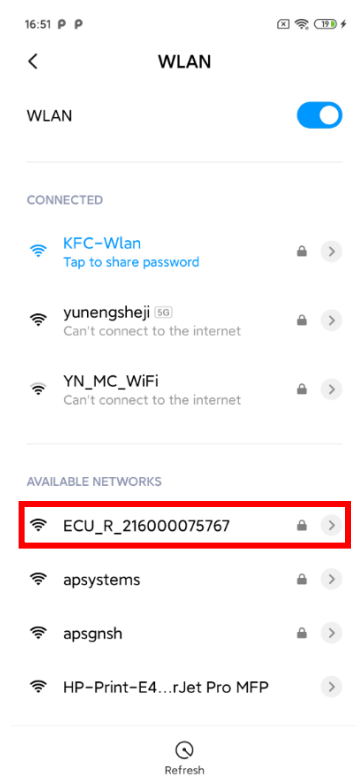 16:51 P P 19
WLAN
WLAN
CONNECTED
KFC-Wlan
Tap to share password
yunengsheji 5G
Can't connect to the internet
YN_MC_WiFi
Can't connect to the internet
AVAILABLE NETWORKS
ECU_R_216000075767
apsystems
apsgnsh
HP-Print-E4...rJet Pro MFP
Refresh